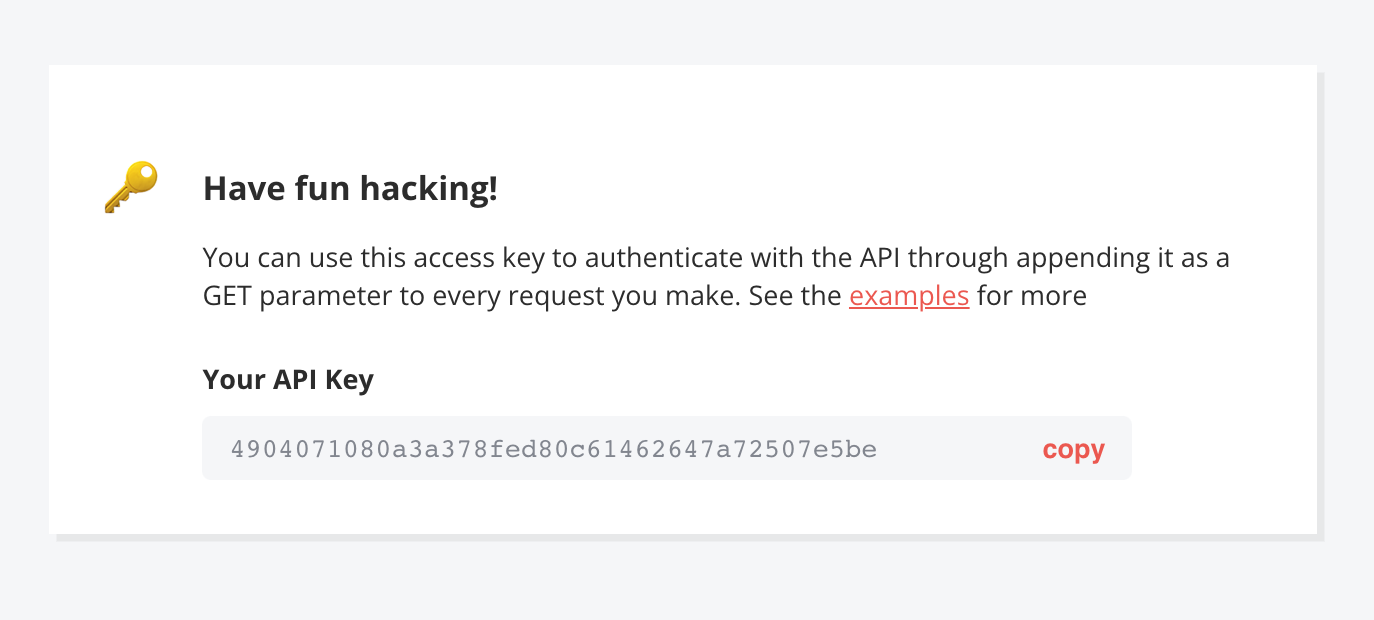 Have fun hacking!
You can use this access key to authenticate with the API through appending it as a
GET parameter to every request you make. See the examples for more
Your API Key
4904071080a3a378fed80c61462647a72507e5be copy